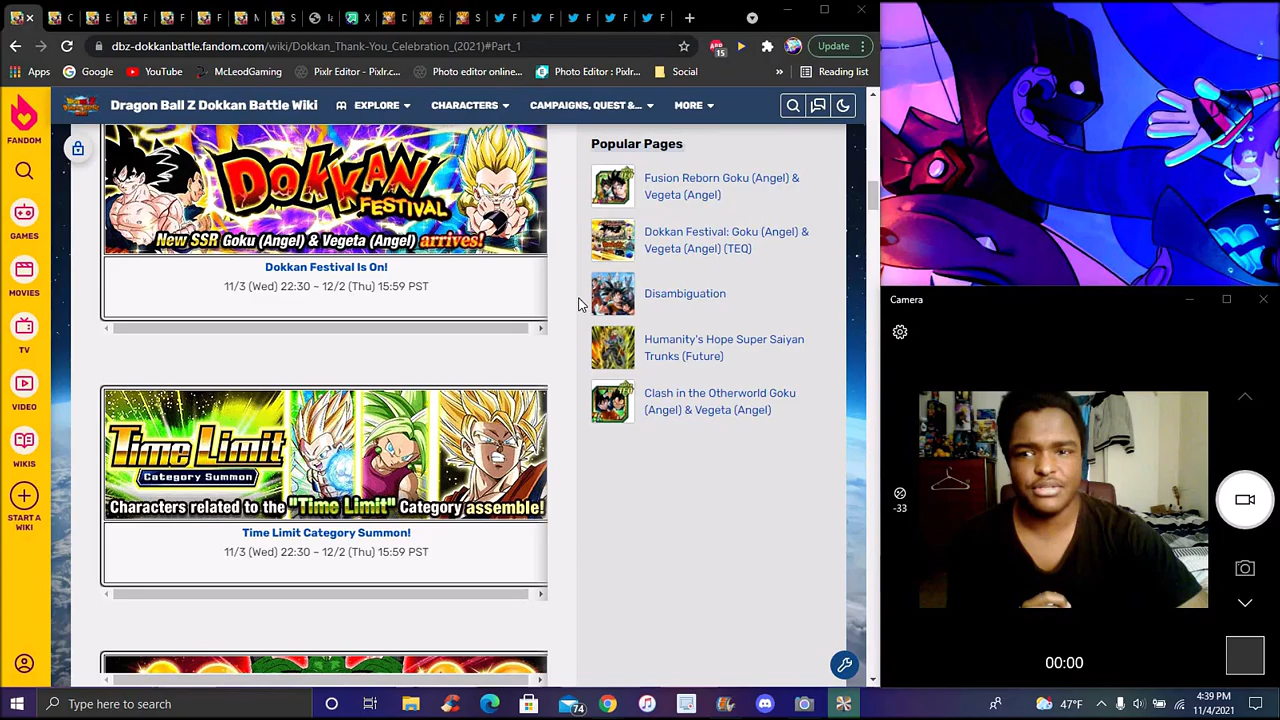 C
E
F
F
F
M
S
Ic
X
D
fi
S
F
F
F
F
F
dbz-dokkanbattle.fandom.com/wiki/Dokkan_Thank-You_Celebration_(2021)#Part_1
15
Update
Apps
Google
YouTube
McLeodGaming
Pixlr Editor - Pixlr.c...
Photo editor online...
Photo Editor : Pixlr...
Social
»
Reading list
FANDOM
Dragon Ball Z Dokkan Battle Wiki
EXPLORE
CHARACTERS
CAMPAIGNS, QUEST &...
MORE
GAMES
MOVIES
TV
VIDEO
WIKIS
START A
WIKI
DOKKAN
FESTIVAL
New SSR Goku (Angel) & Vegeta (Angel) arrives!
Dokkan Festival Is On!
11/3 (Wed) 22:30 ~ 12/2 (Thu) 15:59 PST
Time Limit
Category Summon
Characters related to the "Time Limit" Category assemble!
Time Limit Category Summon!
11/3 (Wed) 22:30 ~ 12/2 (Thu) 15:59 PST
Popular Pages
Fusion Reborn Goku (Angel) &
Vegeta (Angel)
Dokkan Festival: Goku (Angel) &
Vegeta (Angel) (TEQ)
Disambiguation
Humanity's Hope Super Saiyan
Trunks (Future)
Clash in the Otherworld Goku
(Angel) & Vegeta (Angel)
Camera
-33
00:00
Type here to search
74
47°F
4:39 PM
11/4/2021